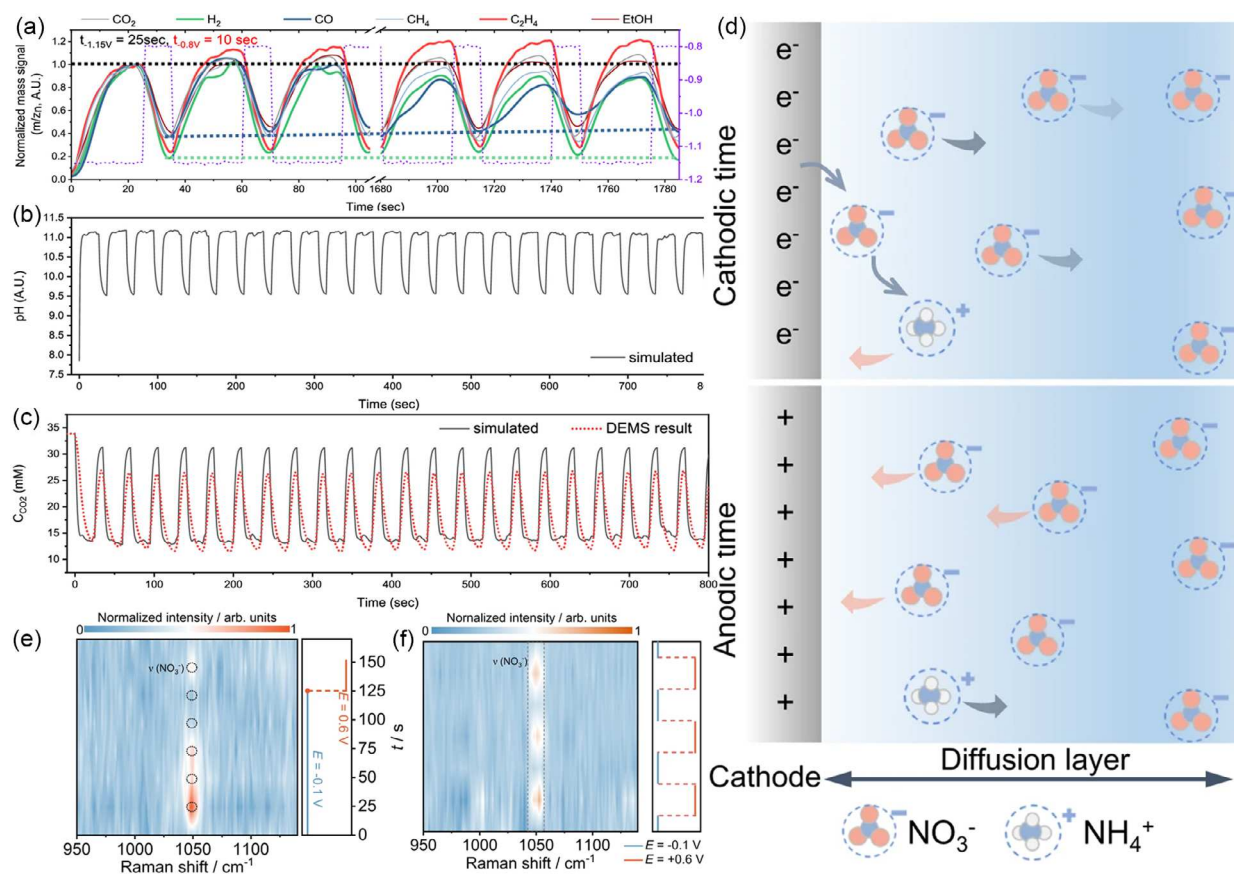 (a)
CO2 H2 CO CH4 C2H4 EtOH
t-1.15V = 25sec, t-0.8V = 10 sec
Normalized mass signal
(m/zn, A.U.)
1.2
1.0
0.8
0.6
0.4
0.2
0.0
-0.8
-0.9
-1.0
-1.1
-1.2
0 20 40 60 80 100 1680 1700 1720 1740 1760 1780
Time (sec)
(b)
pH (A.U.)
11.5
11.0
10.5
10.0
9.5
9.0
8.5
8.0
7.5
simulated
0 100 200 300 400 500 600 700
Time (sec)
(c)
CCO2 (mM)
35
30
25
20
15
10
simulated DEMS result
0 100 200 300 400 500 600 700 800
Time (sec)
(d)
Cathodic time
e-
e-
e-
e-
e-
e-
e-
Anodic time
+
+
+
+
+
+
+
Cathode Diffusion layer
NO3- NH4+
(e)
Normalized intensity / arb. units
0 1
ν (NO3-)
E = -0.1 V
E = 0.6 V
150
125
100
75
50
25
0
t / s
950 1000 1050 1100
Raman shift / cm-1
(f)
Normalized intensity / arb. units
0 1
ν (NO3-)
950 1000 1050 1100
Raman shift / cm-1
E = -0.1 V
E = +0.6 V